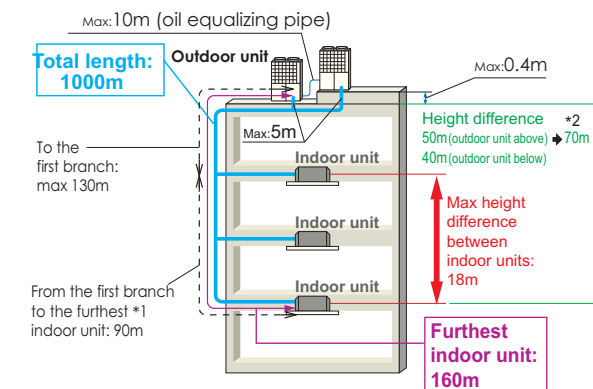 Max:10m (oil equalizing pipe)
Total length:
1000m
Outdoor unit
Max:0.4m
Max:5m
Height difference *2
50m(outdoor unit above) ➧ 70m
40m(outdoor unit below)
To the
first branch:
max 130m
Indoor unit
Indoor unit
Indoor unit
Max height
difference
between
indoor units:
18m
From the first branch
to the furthest *1
indoor unit: 90m
Furthest
indoor unit:
160m